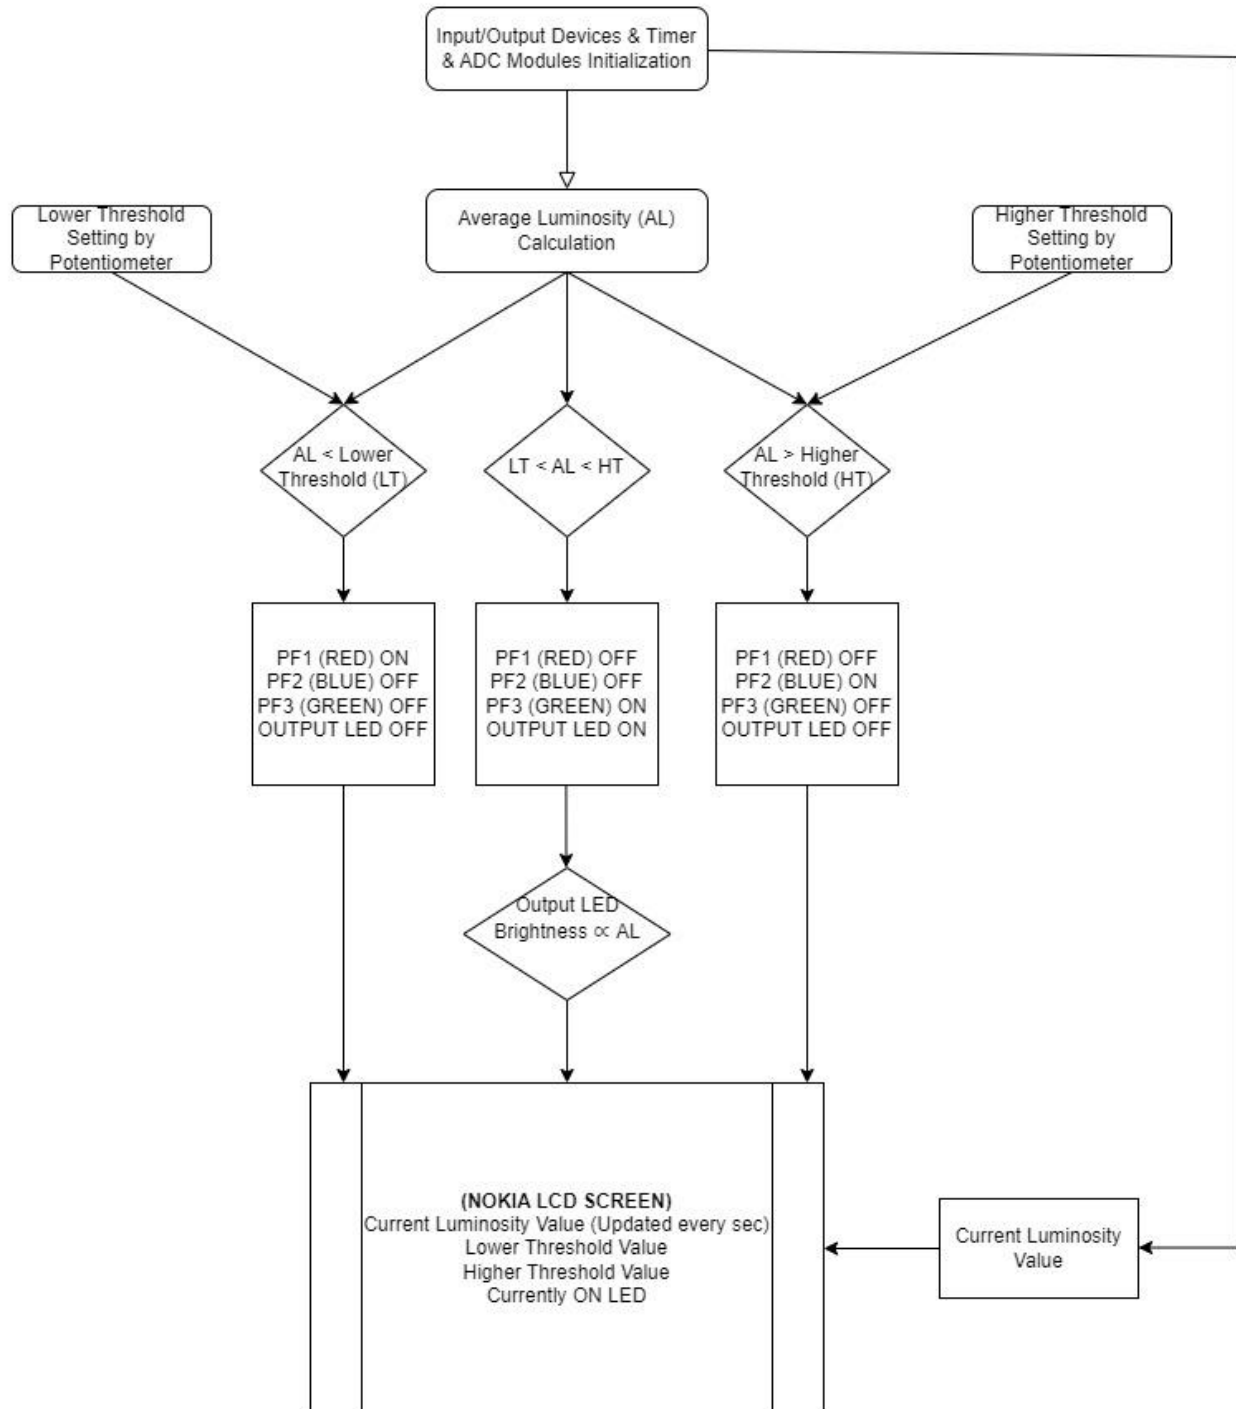 Input/Output Devices & Timer
& ADC Modules Initialization
Lower Threshold
Setting by
Potentiometer
Average Luminosity (AL)
Calculation
Higher Threshold
Setting by
Potentiometer
AL < Lower
Threshold (LT)
LT < AL < HT
AL > Higher
Threshold (HT)
PF1 (RED) ON
PF2 (BLUE) OFF
PF3 (GREEN) OFF
OUTPUT LED OFF
PF1 (RED) OFF
PF2 (BLUE) OFF
PF3 (GREEN) ON
OUTPUT LED ON
PF1 (RED) OFF
PF2 (BLUE) ON
PF3 (GREEN) OFF
OUTPUT LED OFF
Output LED
Brightness ∝ AL
(NOKIA LCD SCREEN)
Current Luminosity Value (Updated every sec)
Lower Threshold Value
Higher Threshold Value
Currently ON LED
Current Luminosity
Value